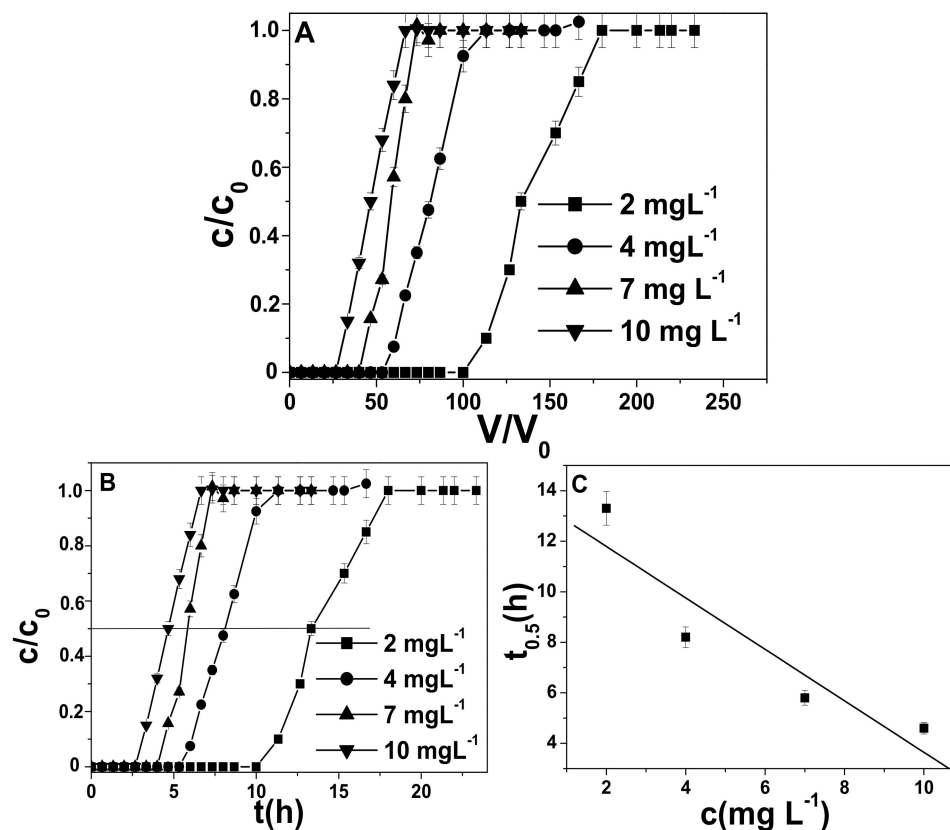 A
c/c0
1.0
0.8
0.6
0.4
0.2
0
2 mgL-1
4 mgL-1
7 mg L-1
10 mg L-1
0 50 100 150 200 250
V/V0
B
c/c0
1.0
0.8
0.6
0.4
0.2
0
2 mgL-1
4 mgL-1
7 mgL-1
10 mgL-1
0 5 10 15 20
t(h)
C
t0.5(h)
14
12
10
8
6
4
2 4 6 8 10
c(mg L-1)